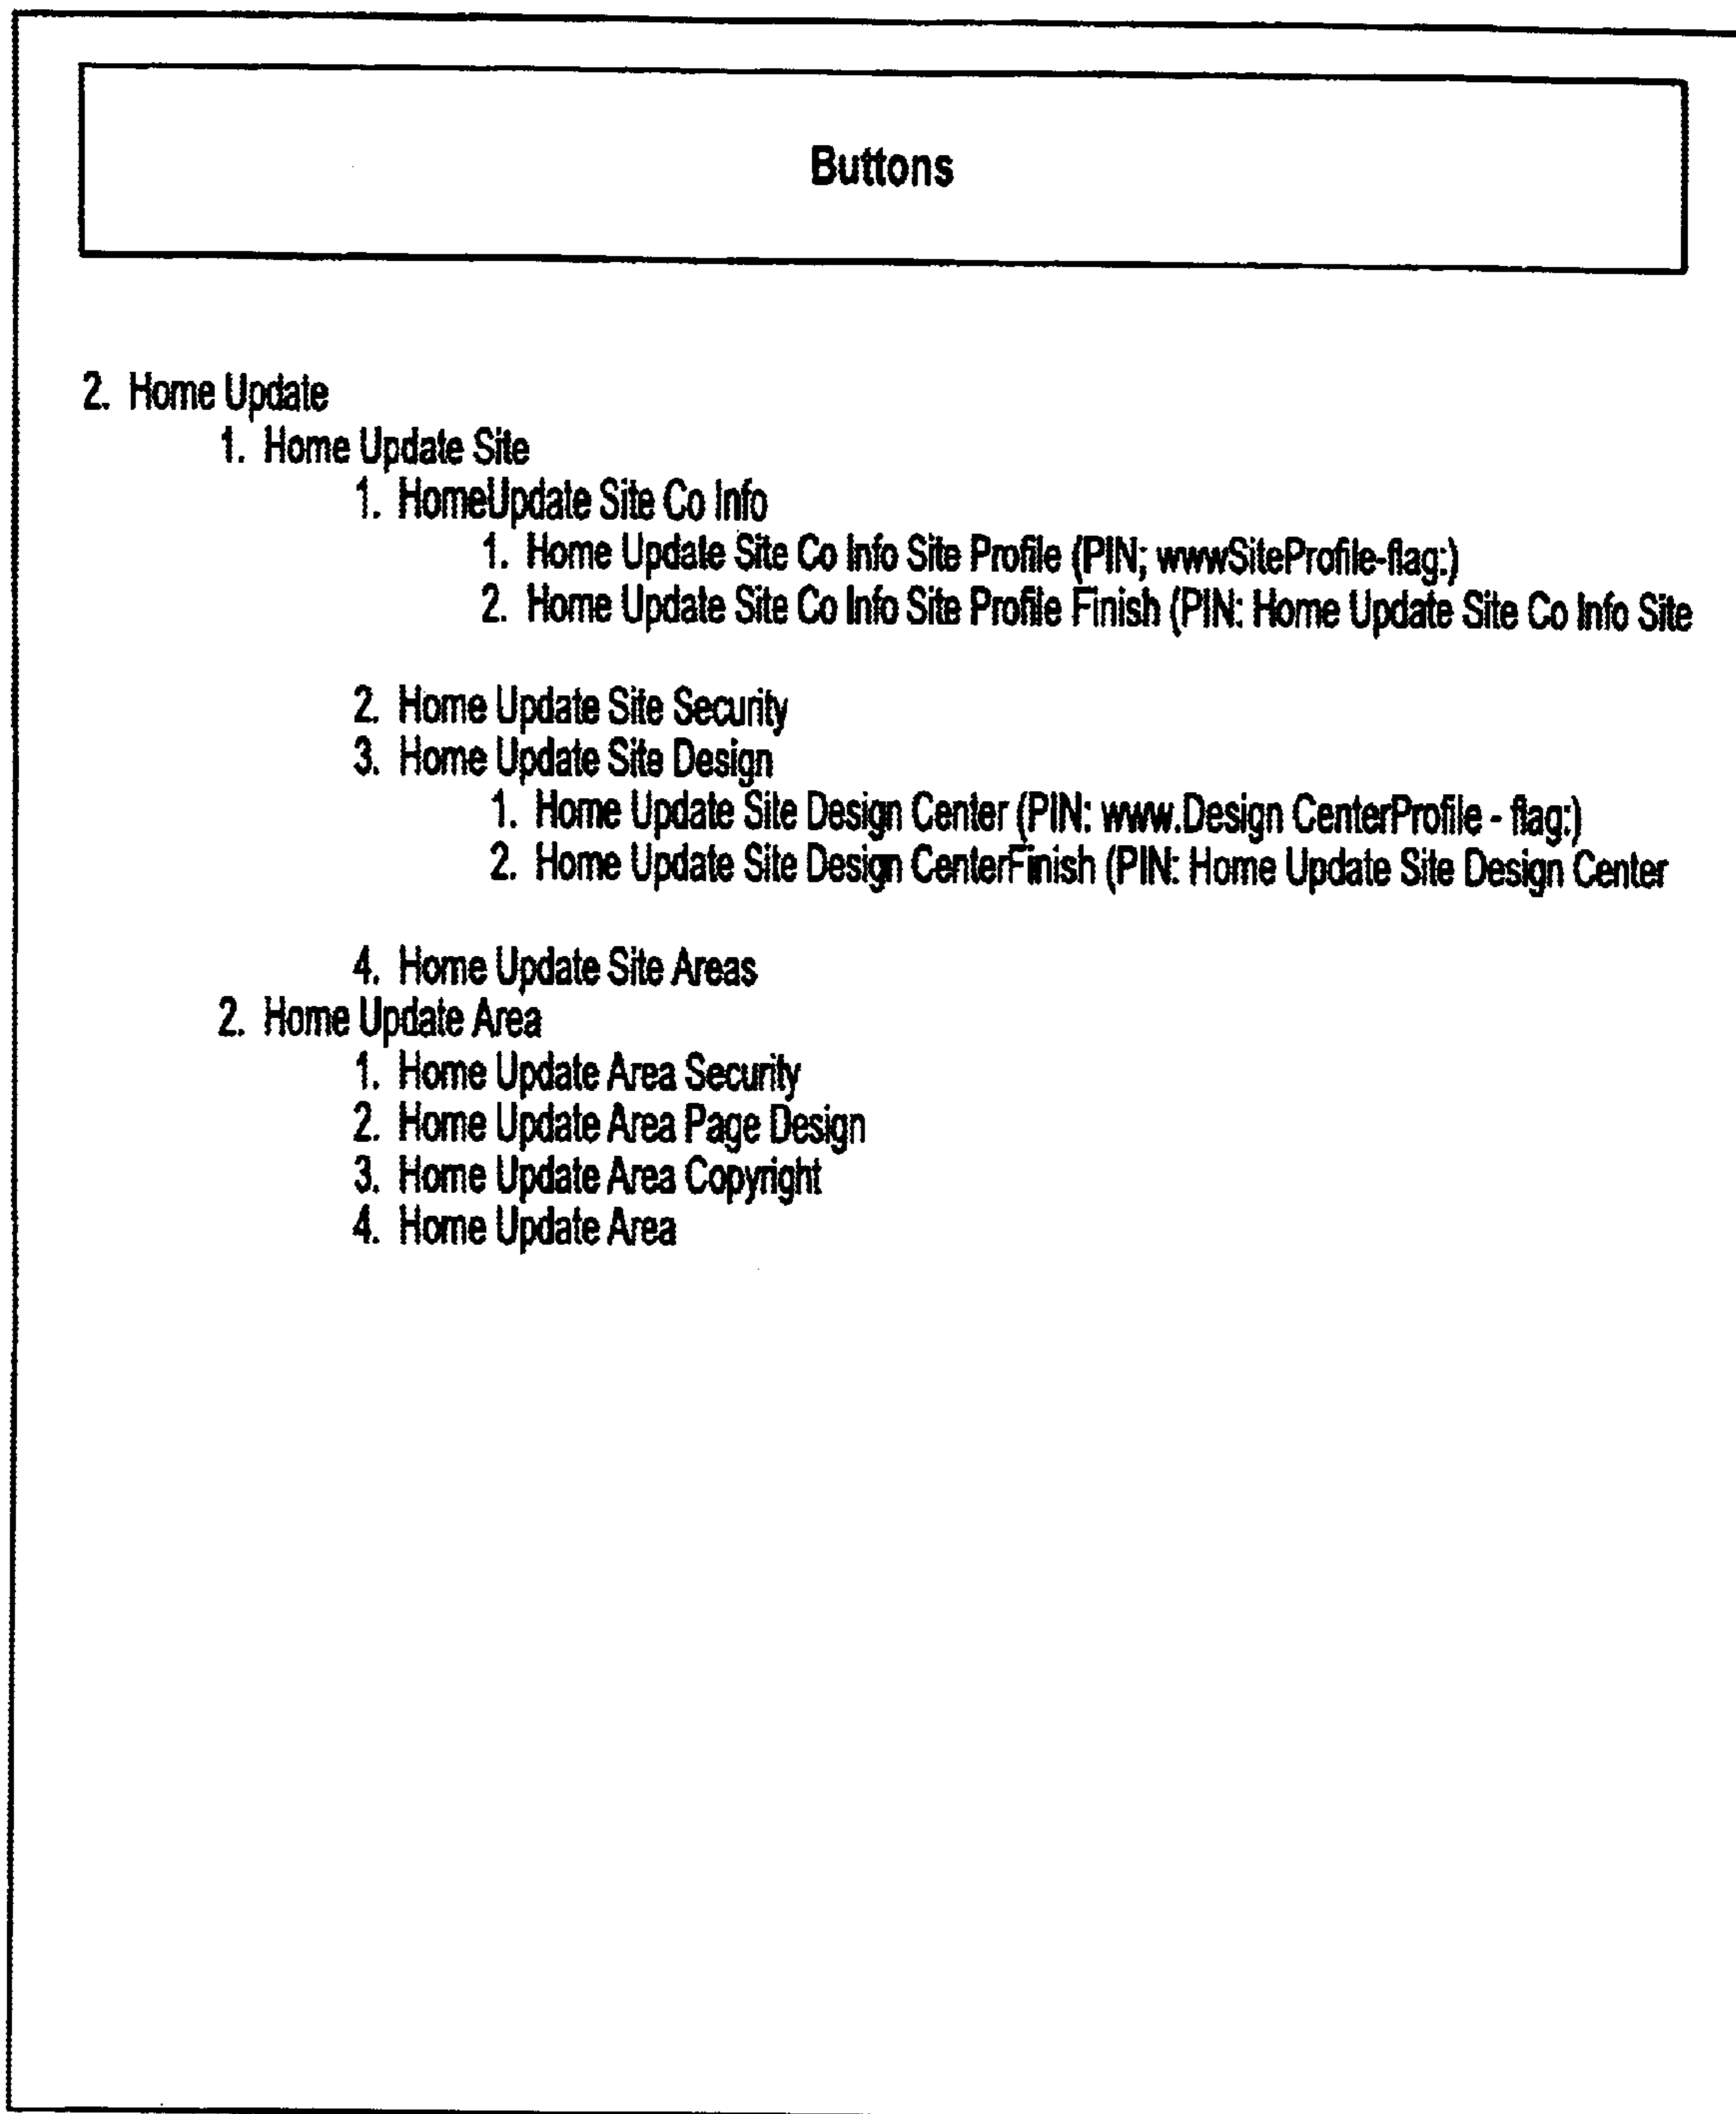 Buttons
2. Home Update
1. Home Update Site
1. HomeUpdate Site Co Info
1. Home Update Site Co Info Site Profile (PIN; wwwSiteProfile-flag:)
2. Home Update Site Co Info Site Profile Finish (PIN: Home Update Site Co Info Site
2. Home Update Site Security
3. Home Update Site Design
1. Home Update Site Design Center (PIN: www.Design CenterProfile - flag:)
2. Home Update Site Design CenterFinish (PIN: Home Update Site Design Center
4. Home Update Site Areas
2. Home Update Area
1. Home Update Area Security
2. Home Update Area Page Design
3. Home Update Area Copyright
4. Home Update Area